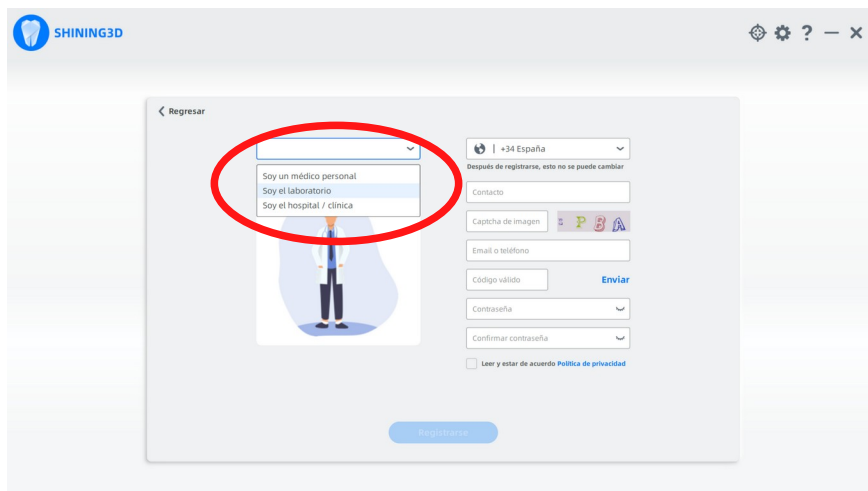 SHINING3D
Regresar
Soy un médico personal
Soy el laboratorio
Soy el hospital / clínica
+34 España
Después de registrarse, esto no se puede cambiar
Contacto
Captcha de imagen
P B A
Email o teléfono
Código válido Enviar
Contraseña
Confirmar contraseña
Leer y estar de acuerdo Política de privacidad
Registrarse